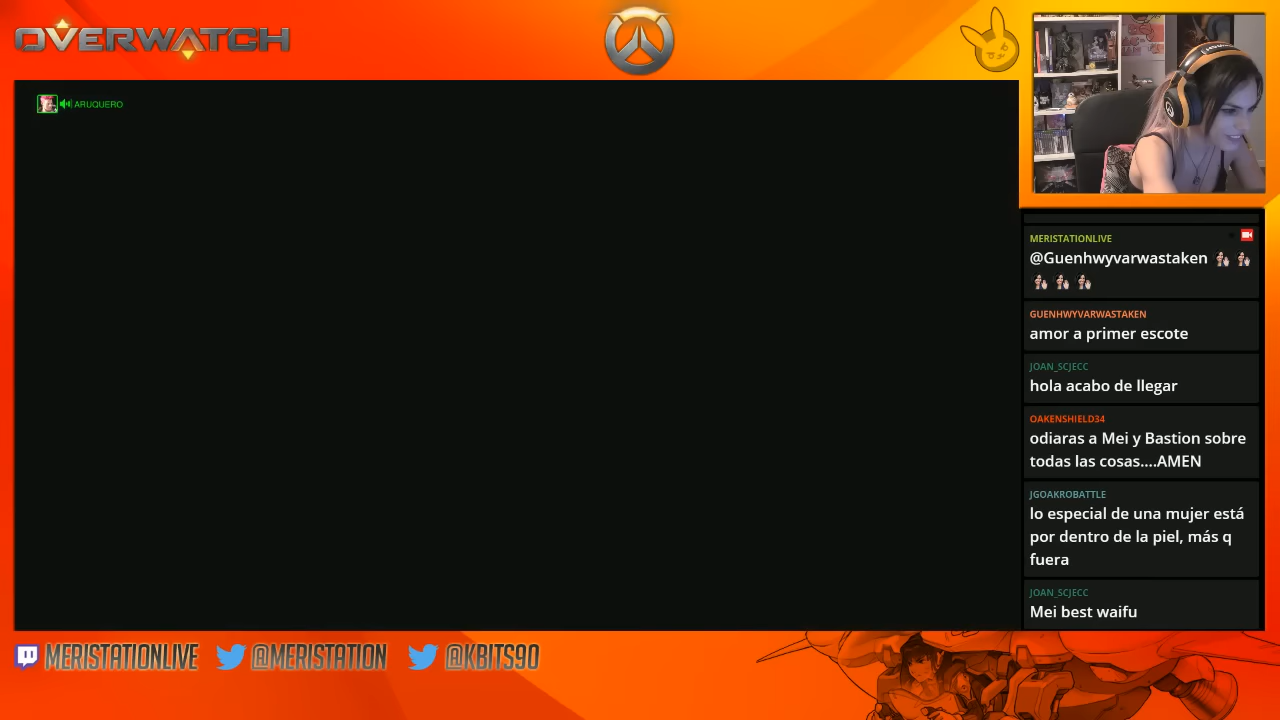 OVERWATCH
ARUQUERO
MERISTATIONLIVE
@Guenhwyvarwastaken
GUENHWYVARWASTAKEN
amor a primer escote
JOAN_SCJECC
hola acabo de llegar
OAKENSHIELD34
odiaras a Mei y Bastion sobre
todas las cosas....AMEN
JGOAKROBATTLE
lo especial de una mujer está
por dentro de la piel, más q
fuera
JOAN_SCJECC
Mei best waifu
MERISTATIONLIVE
@MERISTATION
@KBITS90